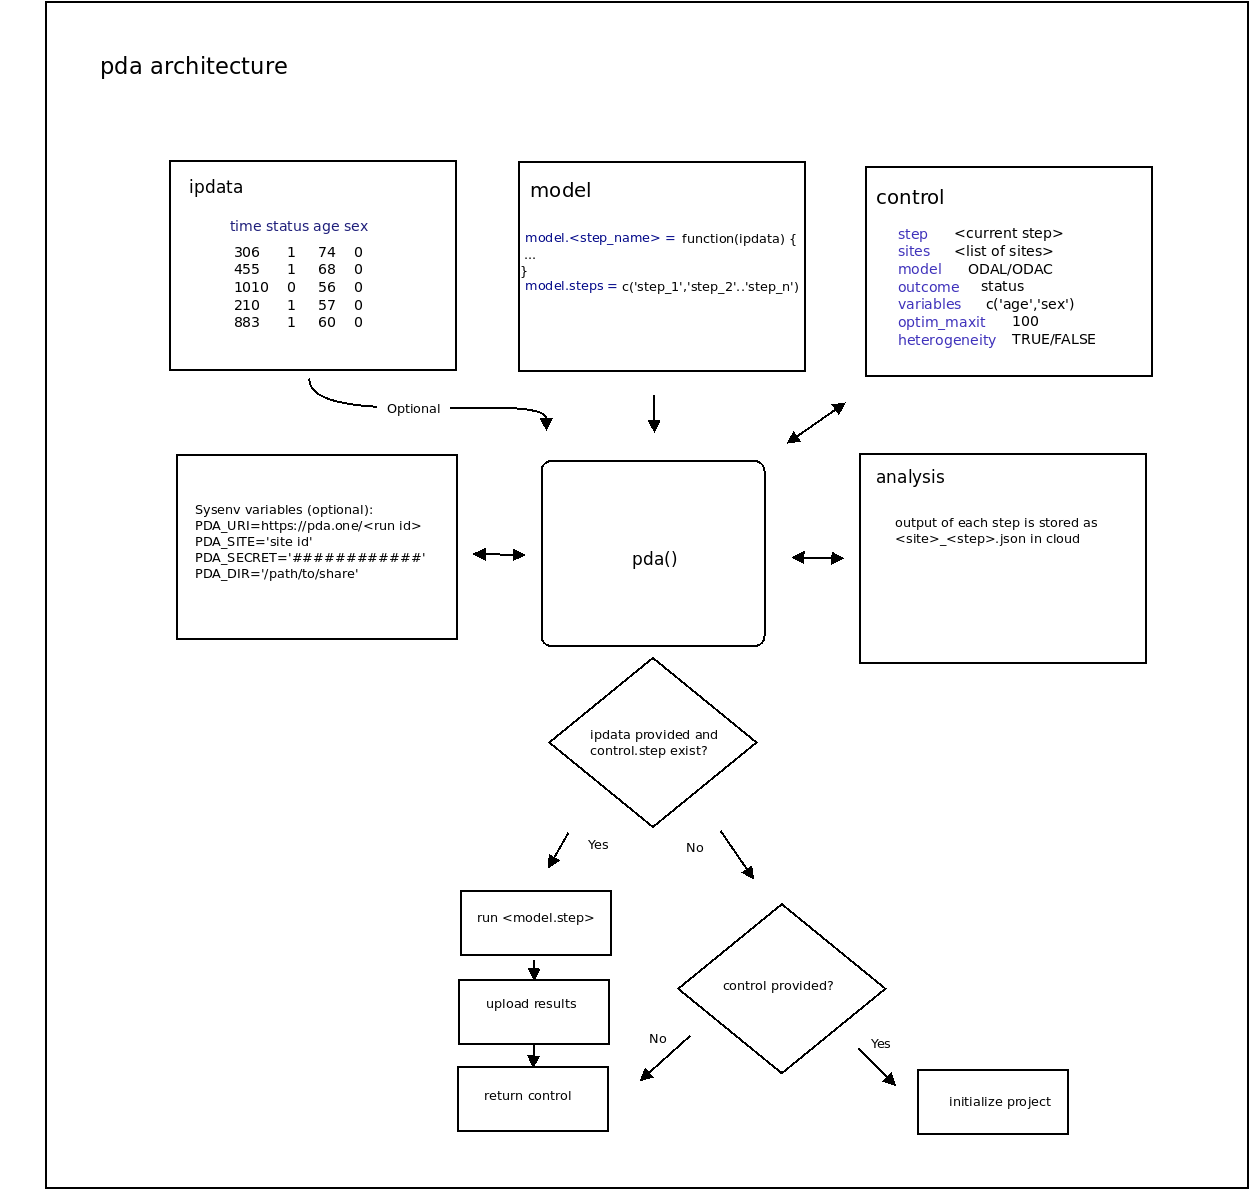 pda architecture
ipdata
time status age sex
306 1 74 0
455 1 68 0
1010 0 56 0
210 1 57 0
883 1 60 0
model
model.<step_name> = function(ipdata) {
...
}
model.steps = c('step_1','step_2'..'step_n')
control
step <current step>
sites <list of sites>
model ODAL/ODAC
outcome status
variables c('age','sex')
optim_maxit 100
heterogeneity TRUE/FALSE
Optional
Sysenv variables (optional):
PDA_URI=https://pda.one/<run id>
PDA_SITE='site id'
PDA_SECRET='############'
PDA_DIR='/path/to/share'
pda()
analysis
output of each step is stored as
<site>_<step>.json in cloud
ipdata provided and
control.step exist?
Yes
No
run <model.step>
upload results
return control
control provided?
No
Yes
initialize project